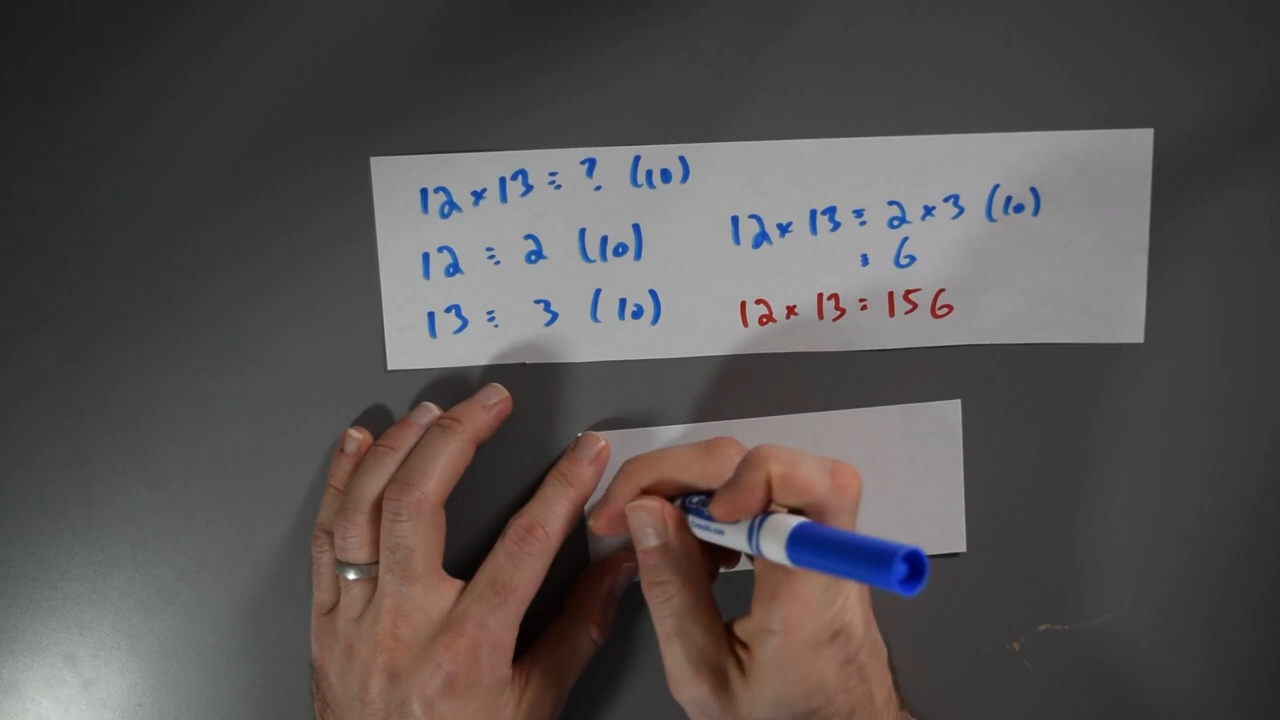 12 × 13 ≡ ? (10)
12 ≡ 2 (10)
13 ≡ 3 (10)
12 × 13 ≡ 2 × 3 (10)
≡ 6
12 × 13 = 156